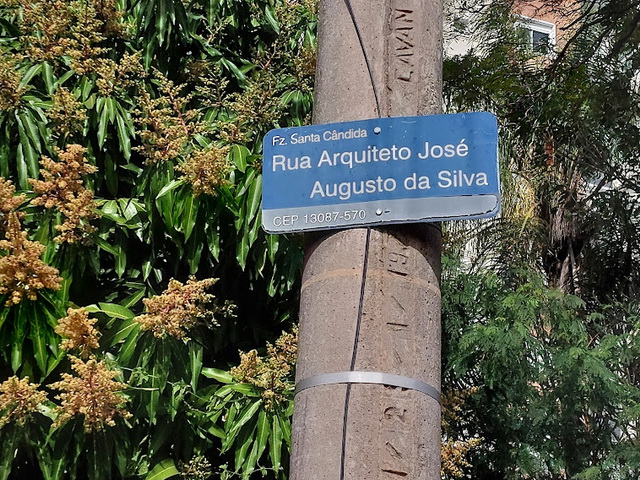 Fz. Santa Cândida
Rua Arquiteto José
Augusto da Silva
CEP 13087-570